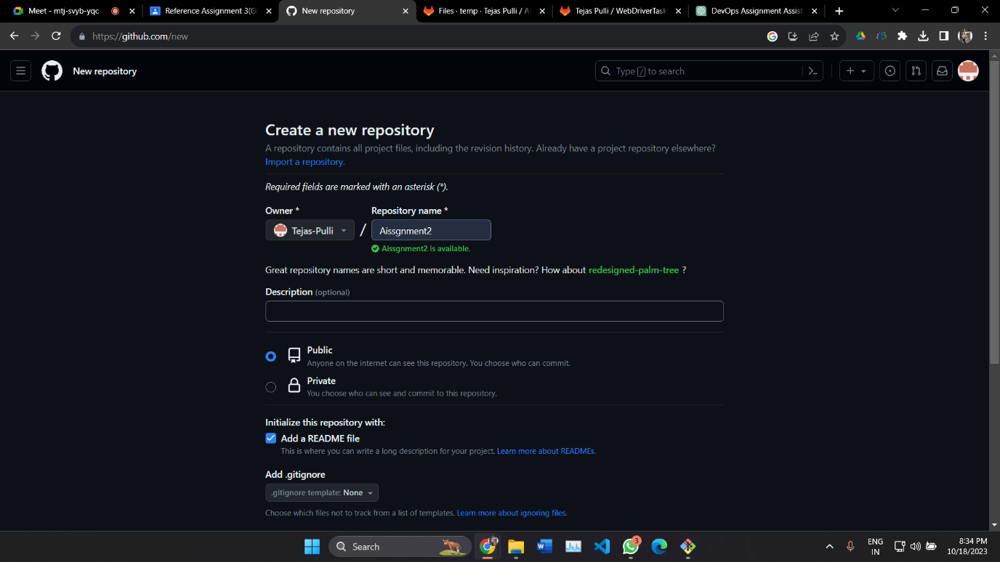 Meet - mtj-svyb-yqc
Reference Assignment 3(Gi
New repository
Files · temp · Tejas Pulli / As
Tejas Pulli / WebDriverTask
DevOps Assignment Assist
https://github.com/new
New repository
Type / to search
Create a new repository
A repository contains all project files, including the revision history. Already have a project repository elsewhere?
Import a repository.
Required fields are marked with an asterisk (*).
Owner *
Repository name *
Tejas-Pulli
/
Aissgnment2
Aissgnment2 is available.
Great repository names are short and memorable. Need inspiration? How about redesigned-palm-tree ?
Description (optional)
Public
Anyone on the internet can see this repository. You choose who can commit.
Private
You choose who can see and commit to this repository.
Initialize this repository with:
Add a README file
This is where you can write a long description for your project. Learn more about READMEs.
Add .gitignore
.gitignore template: None
Choose which files not to track from a list of templates. Learn more about ignoring files.
Search
3
ENG
IN
8:34 PM
10/18/2023